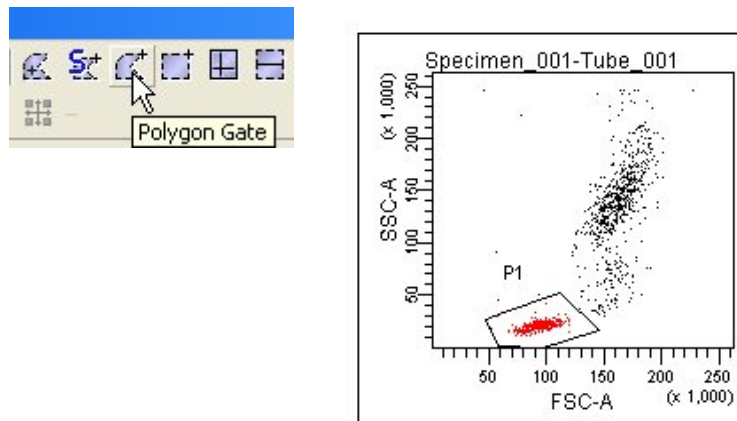 Polygon Gate
Specimen_001-Tube_001
(x 1,000)
250
200
150
100
50
SSC-A
P1
50 100 150 200 250
FSC-A (x 1,000)